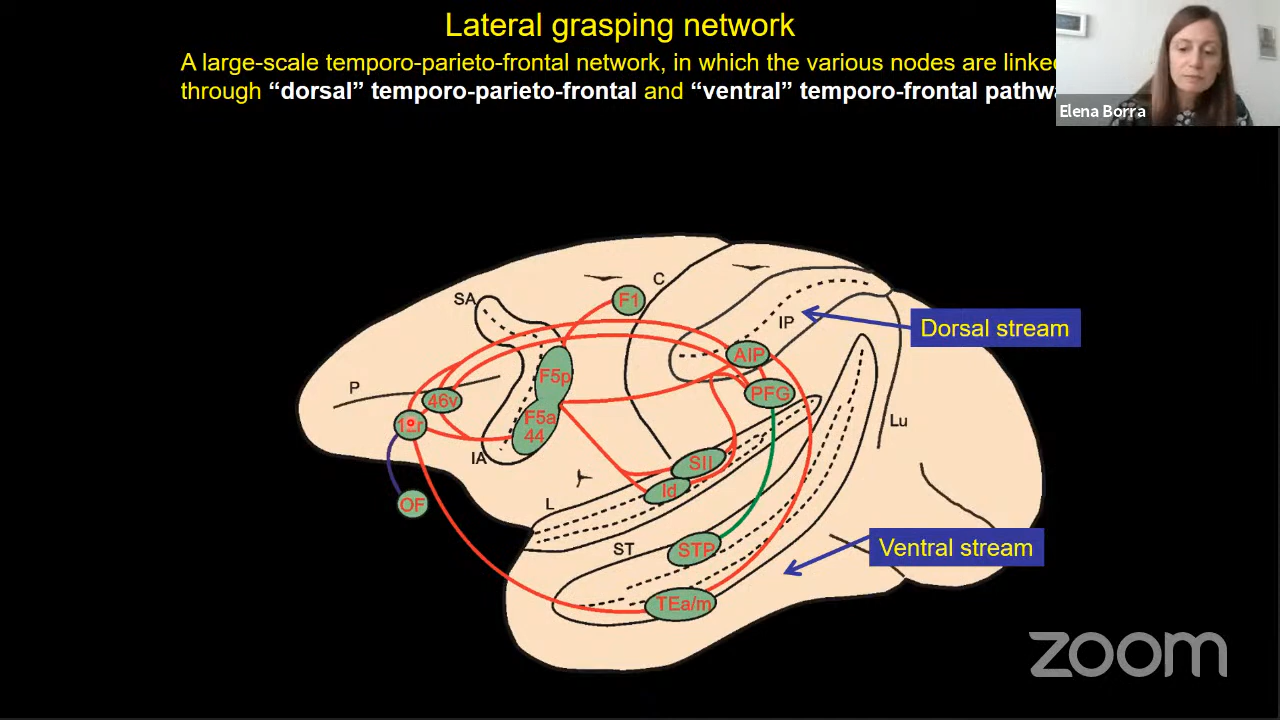 Lateral grasping network
A large-scale temporo-parieto-frontal network, in which the various nodes are linked
through “dorsal” temporo-parieto-frontal and “ventral” temporo-frontal
Elena Borra
SA
F1
C
IP
Dorsal stream
AIP
P
46v
F5p
PFG
12r
F5a
44
IA
Lu
SII
Id
L
OF
ST
STP
Ventral stream
TEa/m
zoom